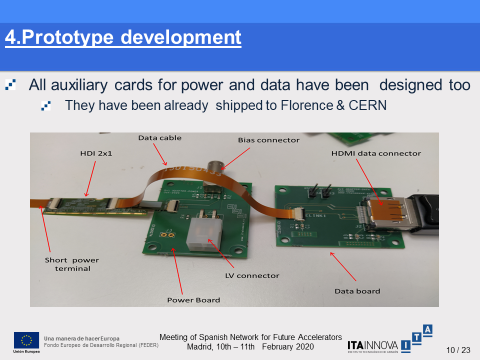 4.Prototype development
All auxiliary cards for power and data have been designed too
They have been already shipped to Florence & CERN
Data cable
Bias connector
HDI 2x1
HDMI data connector
CLINK2
Short power
terminal
LV connector
Power Board
Data board
Unión Europea
Una manera de hacer Europa
Fondo Europeo de Desarrollo Regional (FEDER)
Meeting of Spanish Network for Future Accelerators
Madrid, 10th – 11th February 2020
ITAINNOVA
ITA
10 / 23